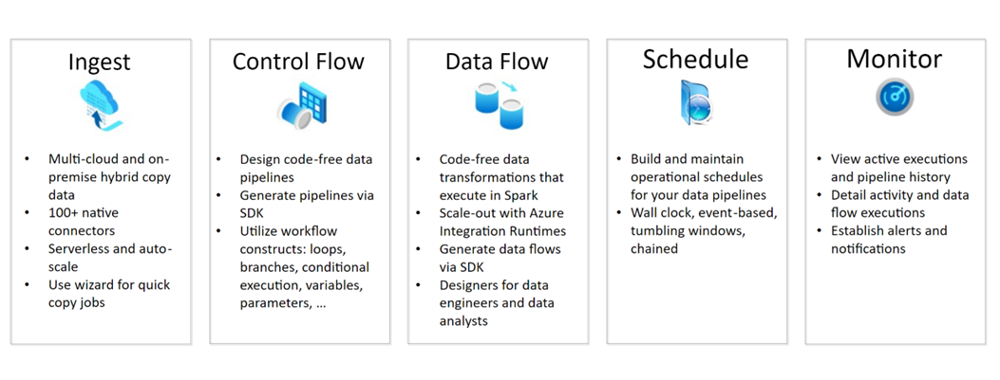 Ingest
• Multi-cloud and on-
premise hybrid copy
data
• 100+ native
connectors
• Serverless and auto-
scale
• Use wizard for quick
copy jobs
Control Flow
• Design code-free data
pipelines
• Generate pipelines via
SDK
• Utilize workflow
constructs: loops,
branches, conditional
execution, variables,
parameters, …
Data Flow
• Code-free data
transformations that
execute in Spark
• Scale-out with Azure
Integration Runtimes
• Generate data flows
via SDK
• Designers for data
engineers and data
analysts
Schedule
• Build and maintain
operational schedules
for your data pipelines
• Wall clock, event-based,
tumbling windows,
chained
Monitor
• View active executions
and pipeline history
• Detail activity and data
flow executions
• Establish alerts and
notifications